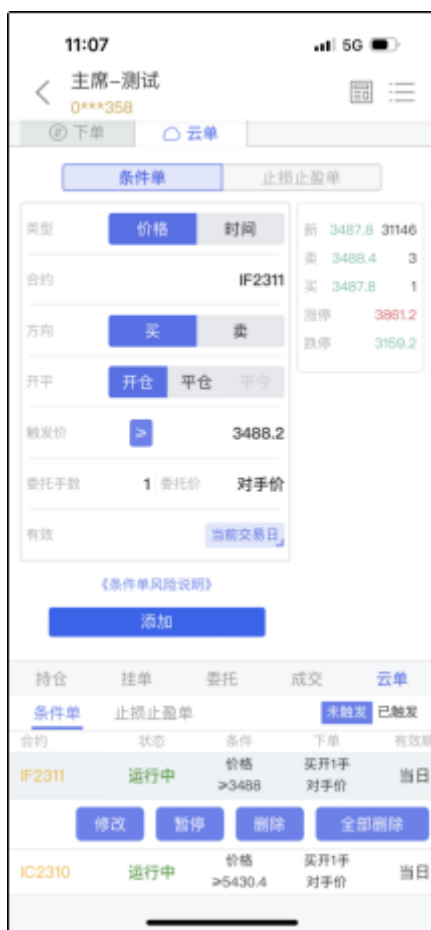 11:07 5G
主席-测试
0***358
下单 云单
条件单 止损止盈单
类型 价格 时间 新 3487.8 31146
卖 3488.4 3
合约 IF2311 买 3487.8 1
涨停 3861.2
方向 买 卖 跌停 3159.2
开平 开仓 平仓 平今
触发价 ≥ 3488.2
委托手数 1 委托价 对手价
有效 当前交易日
《条件单风险说明》
添加
持仓 挂单 委托 成交 云单
条件单 止损止盈单 未触发 已触发
合约 状态 条件 下单 有效期
IF2311 运行中 价格 买开1手 当日
≥3488 对手价
修改 暂停 删除 全部删除
IC2310 运行中 价格 买开1手 当日
≥5430.4 对手价